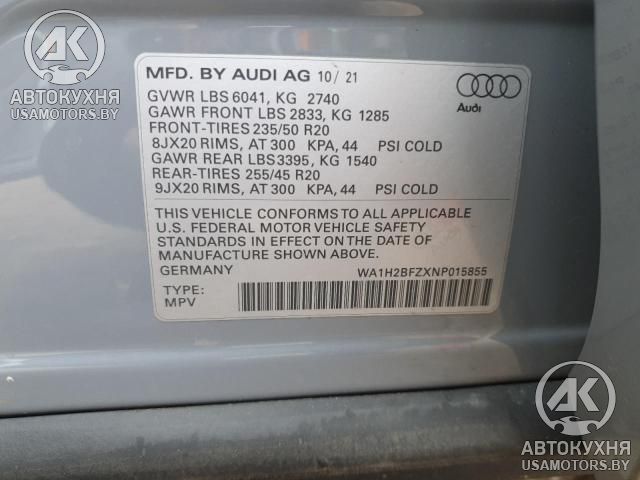 АК
АВТОКУХНЯ
USAMOTORS.BY
MFD. BY AUDI AG 10/ 21
GVWR LBS 6041, KG 2740
GAWR FRONT LBS 2833, KG 1285
FRONT-TIRES 235/50 R20
8JX20 RIMS, AT 300 KPA, 44 PSI COLD
GAWR REAR LBS3395, KG 1540
REAR-TIRES 255/45 R20
9JX20 RIMS, AT 300 KPA, 44 PSI COLD
Audi
THIS VEHICLE CONFORMS TO ALL APPLICABLE
U.S. FEDERAL MOTOR VEHICLE SAFETY
STANDARDS IN EFFECT ON THE DATE OF
MANUFACTURE SHOWN ABOVE.
GERMANY WA1H2BFZXNP015855
TYPE:
MPV
АК
АВТОКУХНЯ
USAMOTORS.BY